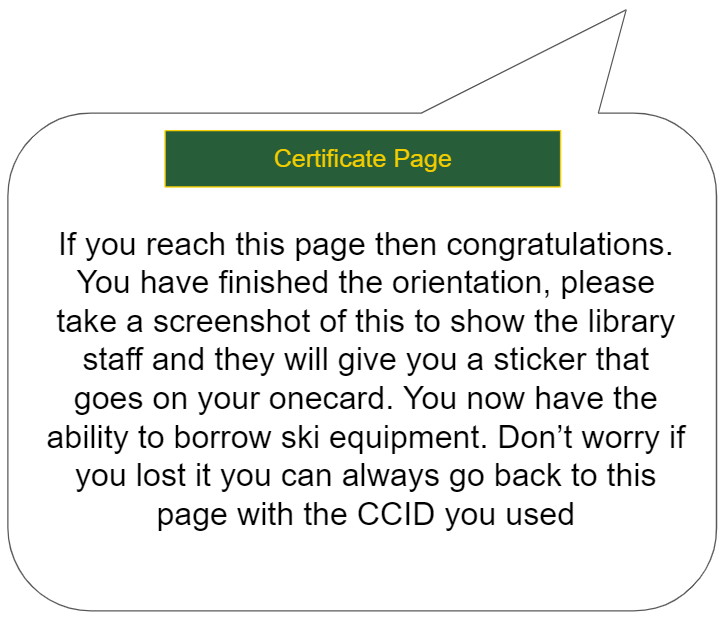 Certificate Page
If you reach this page then congratulations.
You have finished the orientation, please
take a screenshot of this to show the library
staff and they will give you a sticker that
goes on your onecard. You now have the
ability to borrow ski equipment. Don’t worry if
you lost it you can always go back to this
page with the CCID you used